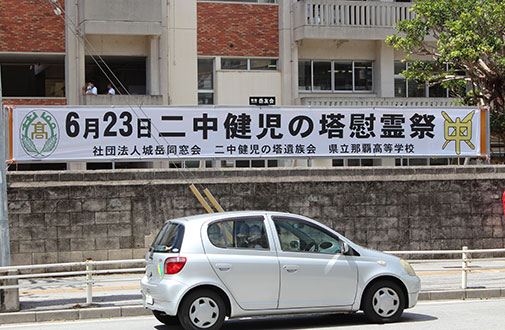 高
6月23日 二中健児の塔慰霊祭
中
社団法人城岳同窓会 二中健児の塔遺族会 県立那覇高等学校